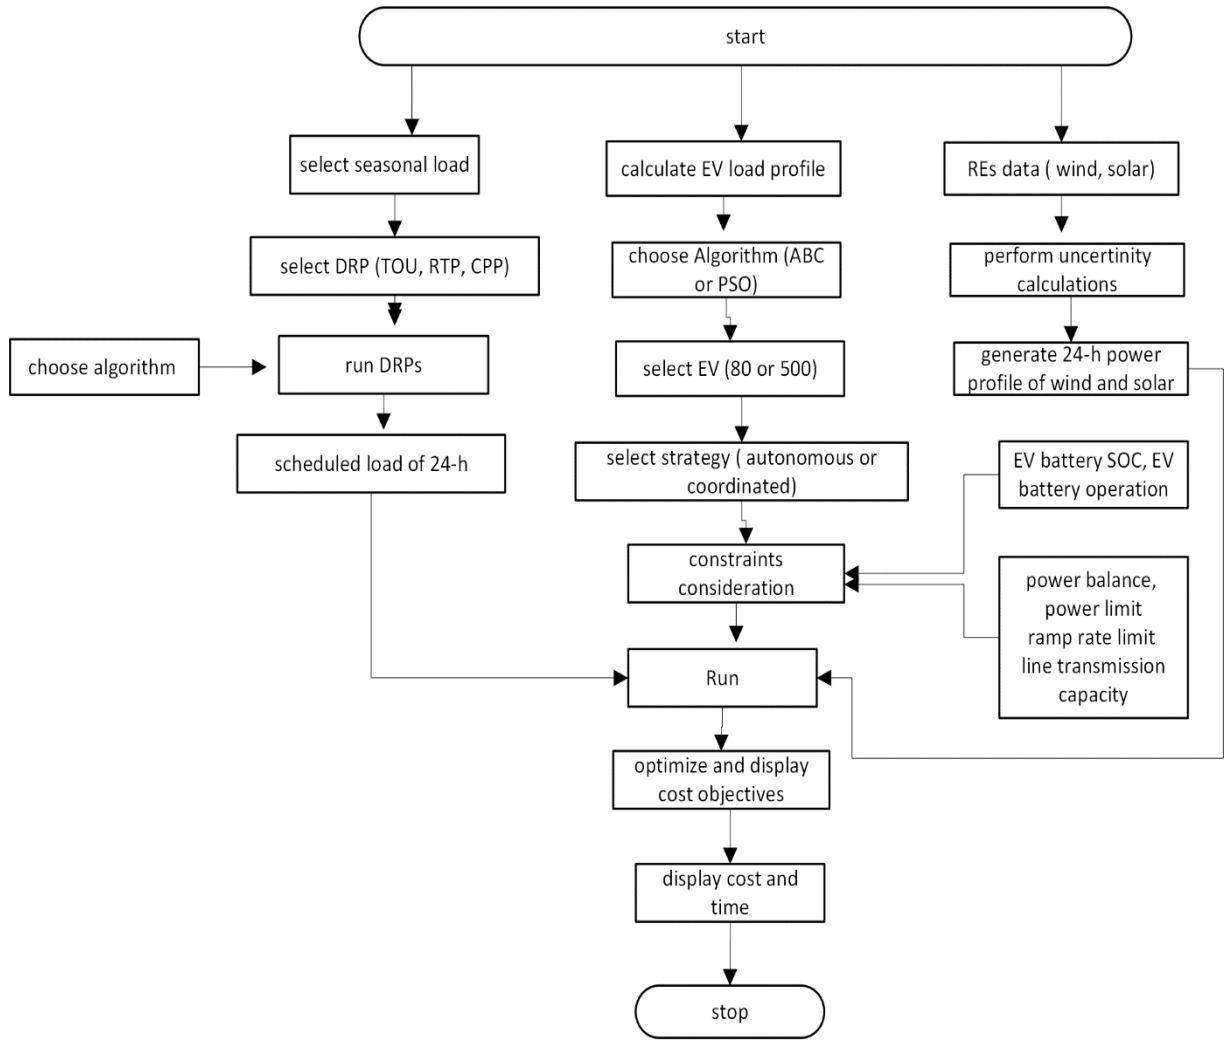 start
select seasonal load
calculate EV load profile
REs data ( wind, solar)
select DRP (TOU, RTP, CPP)
choose Algorithm (ABC
or PSO)
perform uncertinity
calculations
choose algorithm
run DRPs
select EV (80 or 500)
generate 24-h power
profile of wind and solar
scheduled load of 24-h
select strategy ( autonomous or
coordinated)
EV battery SOC, EV
battery operation
constraints
consideration
power balance,
power limit
ramp rate limit
line transmission
capacity
Run
optimize and display
cost objectives
display cost and
time
stop